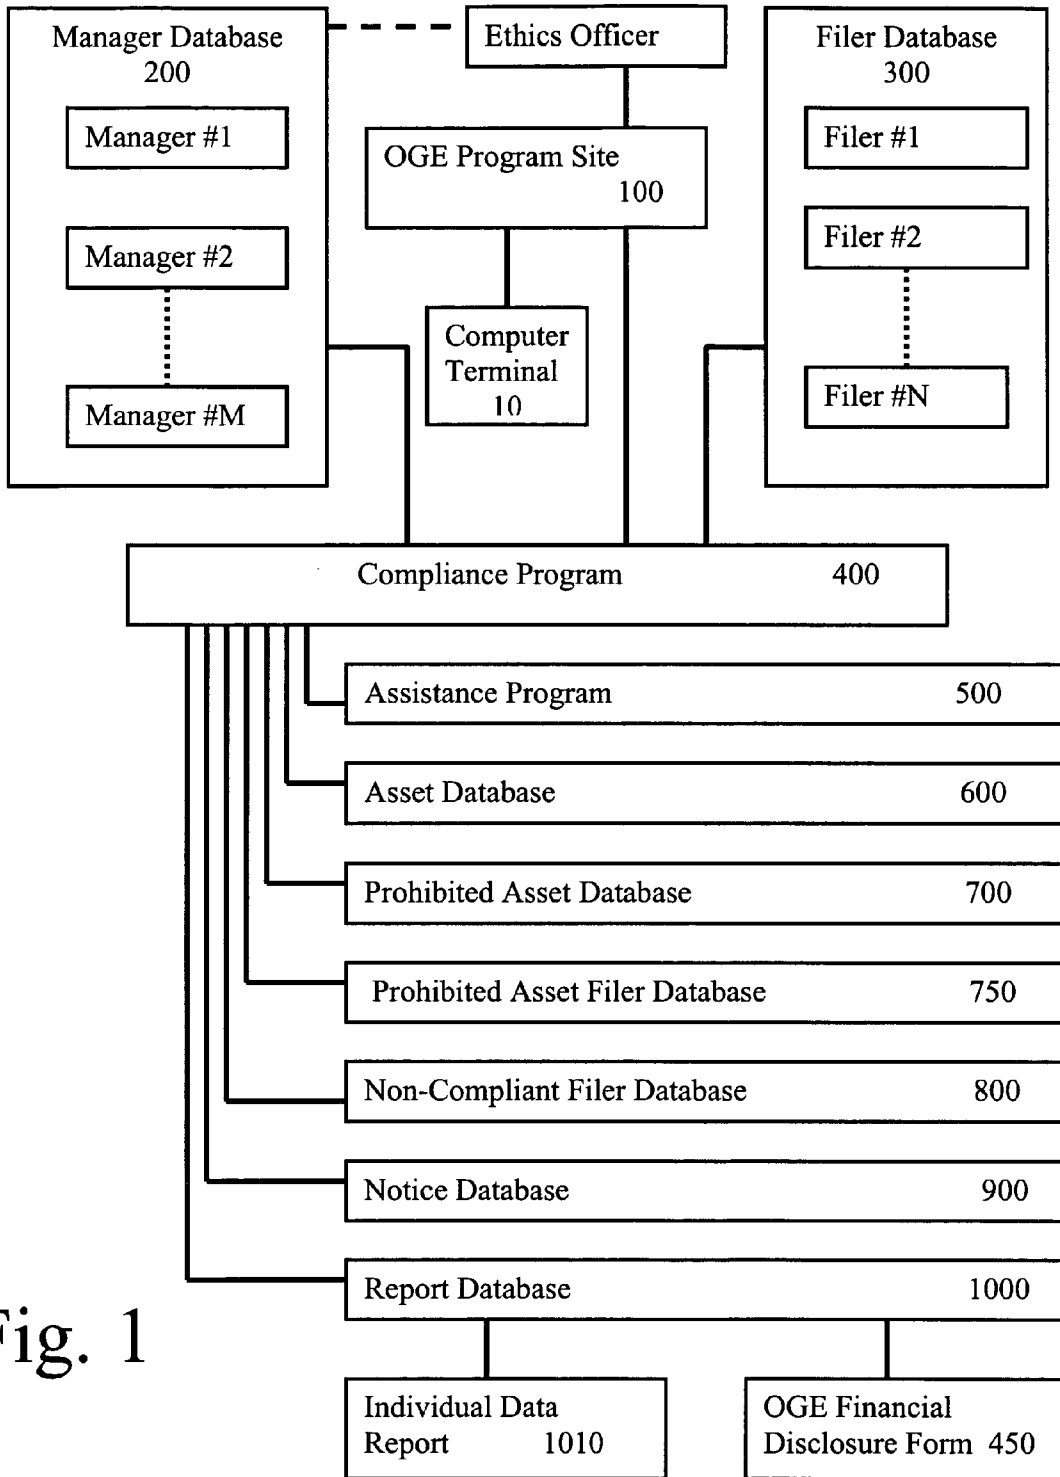 Manager Database
200
Manager #1
Manager #2
Manager #M
Ethics Officer
OGE Program Site
100
Computer
Terminal
10
Filer Database
300
Filer #1
Filer #2
Filer #N
Compliance Program 400
Assistance Program 500
Asset Database 600
Prohibited Asset Database 700
Prohibited Asset Filer Database 750
Non-Compliant Filer Database 800
Notice Database 900
Report Database 1000
Individual Data
Report 1010
OGE Financial
Disclosure Form 450
Fig. 1